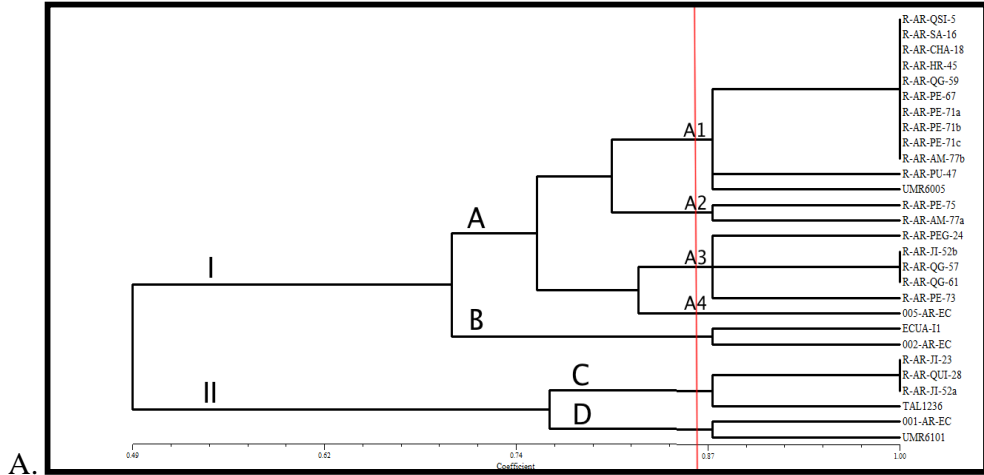 R-AR-QSI-5
R-AR-SA-16
R-AR-CHA-18
R-AR-HR-45
R-AR-QG-59
R-AR-PE-67
R-AR-PE-71a
R-AR-PE-71b
A1
R-AR-PE-71c
R-AR-AM-77b
R-AR-PU-47
UMR6005
A2
R-AR-PE-75
A
R-AR-AM-77a
R-AR-PEG-24
A3
R-AR-JI-52b
I
R-AR-QG-57
R-AR-QG-61
A4
R-AR-PE-73
B
005-AR-EC
ECUA-I1
002-AR-EC
C
R-AR-JI-23
II
R-AR-QUI-28
R-AR-JI-52a
D
TAL1236
001-AR-EC
UMR6101
0.49 0.62 0.74 0.87 1.00
Coefficient
A.